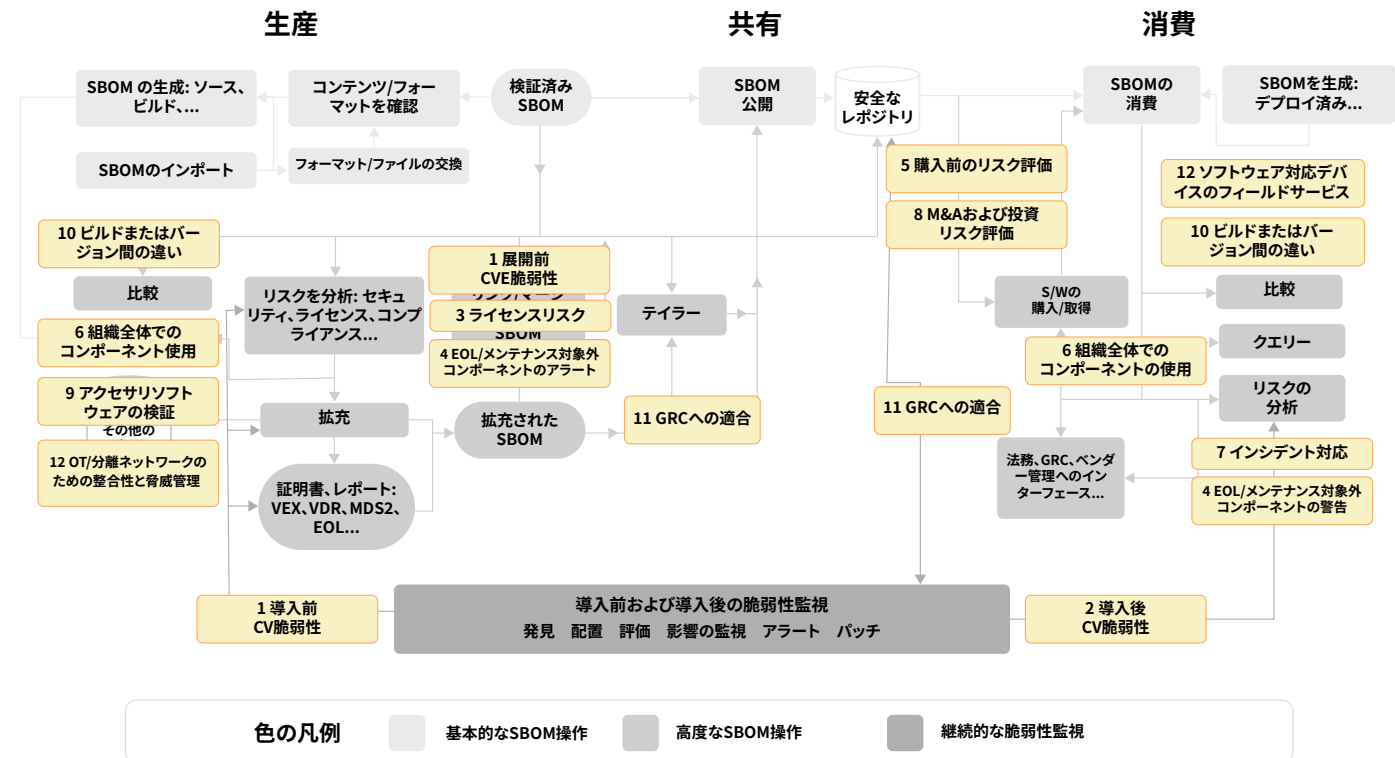 生産
共有
消費
SBOM の生成: ソース、
ビルド、...
コンテンツ/フォー
マットを確認
検証済み
SBOM
SBOM
公開
安全な
レポジトリ
SBOMの
消費
SBOMを生成:
デプロイ済み...
SBOMのインポート
フォーマット/ファイルの交換
5 購入前のリスク評価
12 ソフトウェア対応デバ
イスのフィールドサービス
8 M&Aおよび投資
リスク評価
10 ビルドまたはバー
ジョン間の違い
10 ビルドまたはバー
ジョン間の違い
1 展開前
CVE脆弱性
比較
リスクを分析: セキュ
リティ、ライセンス、コンプ
ライアンス...
リンク/マージ
3 ライセンスリスク
SBOM
テイラー
S/Wの
購入/取得
比較
6 組織全体での
コンポーネント使用
4 EOL/メンテナンス対象外
コンポーネントのアラート
6 組織全体での
コンポーネントの使用
クエリー
9 アクセサリソフト
ウェアの検証
その他の
拡充
拡充された
SBOM
11 GRCへの適合
11 GRCへの適合
リスクの
分析
12 OT/分離ネットワークの
ための整合性と脅威管理
証明書、レポート:
VEX、VDR、MDS2、
EOL...
法務、GRC、ベンダ
ー管理へのイン
ターフェース...
7 インシデント対応
4 EOL/メンテナンス対象外
コンポーネントの警告
1 導入前
CV脆弱性
導入前および導入後の脆弱性監視
発見 配置 評価 影響の監視 アラート パッチ
2 導入後
CV脆弱性
色の凡例
基本的なSBOM操作
高度なSBOM操作
継続的な脆弱性監視